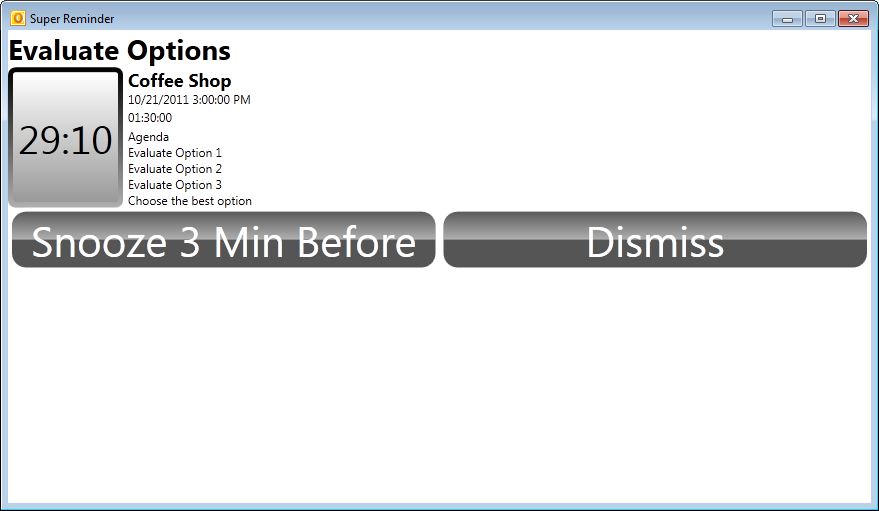 Super Reminder
Evaluate Options
29:10
Coffee Shop
10/21/2011 3:00:00 PM
01:30:00
Agenda
Evaluate Option 1
Evaluate Option 2
Evaluate Option 3
Choose the best option
Snooze 3 Min Before
Dismiss